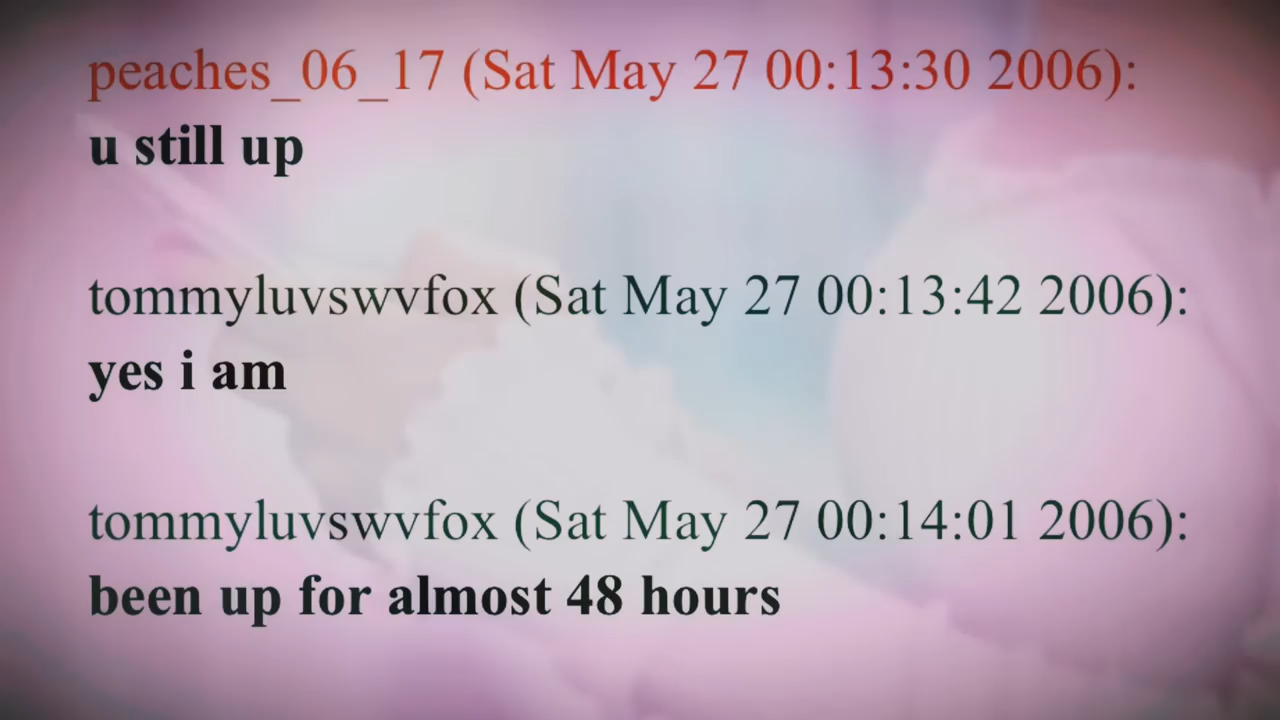 peaches_06_17 (Sat May 27 00:13:30 2006):
u still up
tommyluvswvfox (Sat May 27 00:13:42 2006):
yes i am
tommyluvswvfox (Sat May 27 00:14:01 2006):
been up for almost 48 hours